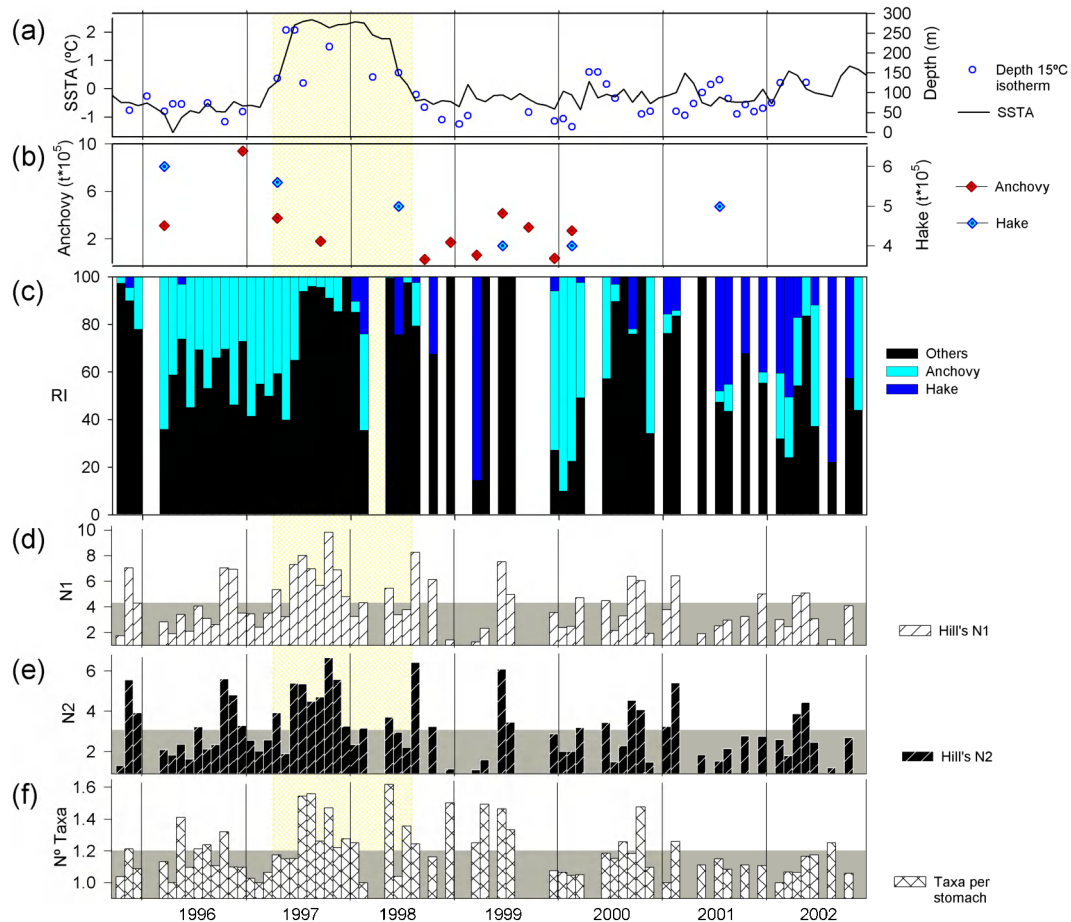 (a)
SSTA (ºC)
2
1
0
-1
300
250
200
150
100
50
0
Depth (m)
Depth 15ºC
isotherm
SSTA
(b)
Anchovy (t*10⁵)
10
6
2
6
5
4
Hake (t*10⁵)
Anchovy
Hake
(c)
RI
100
80
60
40
20
0
Others
Anchovy
Hake
(d)
N1
10
8
6
4
2
Hill's N1
(e)
N2
6
4
2
Hill's N2
(f)
Nº Taxa
1.6
1.4
1.2
1.0
Taxa per
stomach
1996 1997 1998 1999 2000 2001 2002